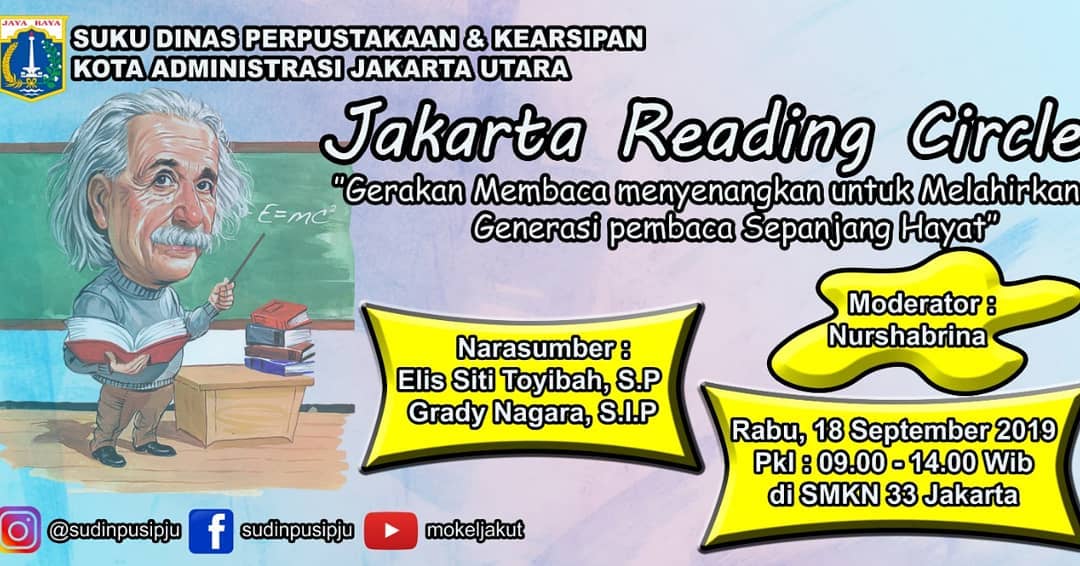 JAYA RAYA
SUKU DINAS PERPUSTAKAAN & KEARSIPAN
KOTA ADMINISTRASI JAKARTA UTARA
Jakarta Reading Circle
"Gerakan Membaca menyenangkan untuk Melahirkan
Generasi pembaca Sepanjang Hayat"
E=mc²
Moderator :
Nurshabrina
Narasumber :
Elis Siti Toyibah, S.P
Grady Nagara, S.I.P
Rabu, 18 September 2019
Pkl : 09.00 - 14.00 Wib
di SMKN 33 Jakarta
@sudinpusipju sudinpusipju mokeljakut